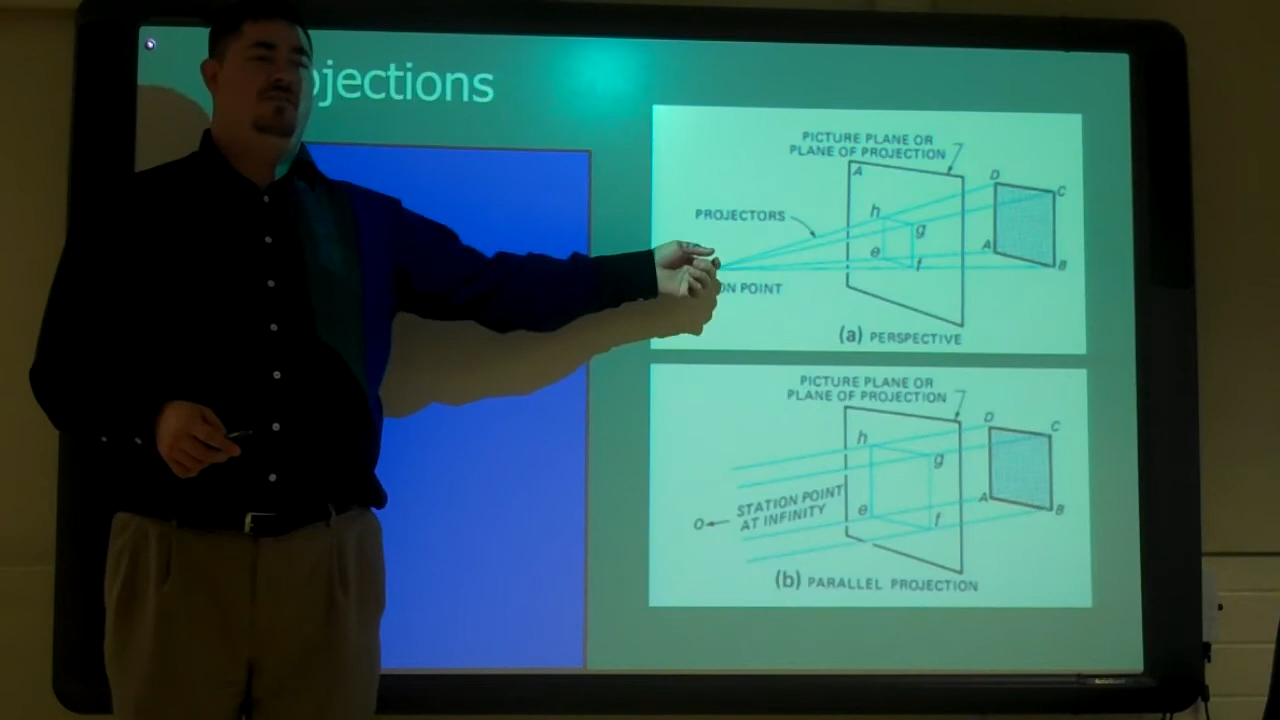 ojections
PICTURE PLANE OR
PLANE OF PROJECTION
A
D
C
PROJECTORS
h
g
e
f
A
B
ON POINT
(a) PERSPECTIVE
PICTURE PLANE OR
PLANE OF PROJECTION
D
C
h
g
STATION POINT
AT INFINITY
O
e
f
A
B
(b) PARALLEL PROJECTION